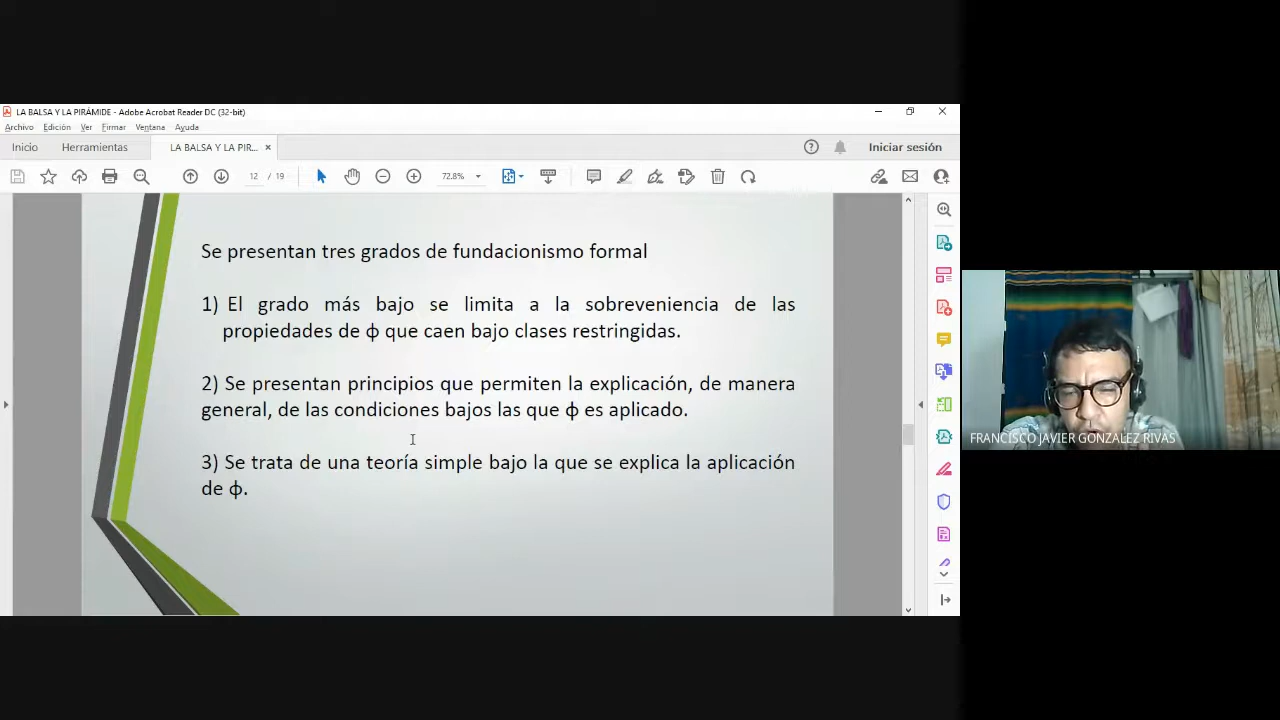 LA BALSA Y LA PIRÁMIDE - Adobe Acrobat Reader DC (32-bit)
Archivo Edición Ver Firmar Ventana Ayuda
Inicio Herramientas LA BALSA Y LA PIR... × Iniciar sesión
12 / 19 72.8%
Se presentan tres grados de fundacionismo formal
1) El grado más bajo se limita a la sobreveniencia de las
propiedades de ф que caen bajo clases restringidas.
2) Se presentan principios que permiten la explicación, de manera
general, de las condiciones bajos las que ф es aplicado.
3) Se trata de una teoría simple bajo la que se explica la aplicación
de ф.
FRANCISCO JAVIER GONZALEZ RIVAS